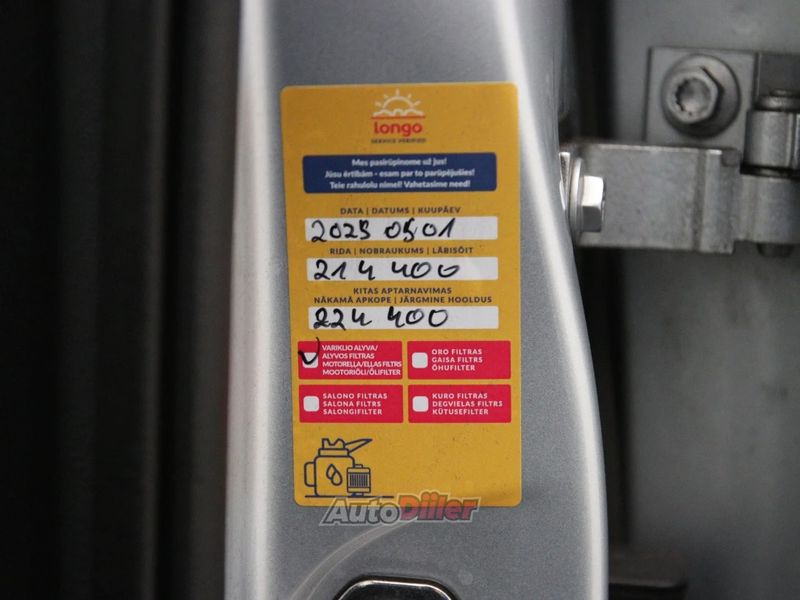 longo
SERVICE VERIFIED
Mes pasirūpinome už jus!
Jūsu ērtībām - esam par to parūpējušies!
Teie rahulolu nimel! Vahetasime need!
DATA | DATUMS | KUUPÄEV
2023 05 01
RIDA | NOBRAUKUMS | LÄBISÕIT
214 400
KITAS APTARNAVIMAS
NĀKAMĀ APKOPE | JÄRGMINE HOOLDUS
224 400
VARIKLIO ALYVA/
ALYVOS FILTRAS
MOTORELLA/ELLAS FILTRS
MOOTORIÕLI/ÕLIFILTER
ORO FILTRAS
GAISA FILTRS
ÕHUFILTER
SALONO FILTRAS
SALONA FILTRS
SALONGIFILTER
KURO FILTRAS
DEGVIELAS FILTRS
KÜTUSEFILTER
AutoDiiler